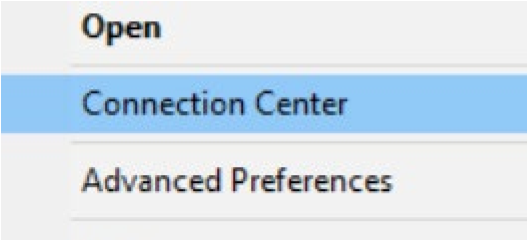 Open
Connection Center
Advanced Preferences